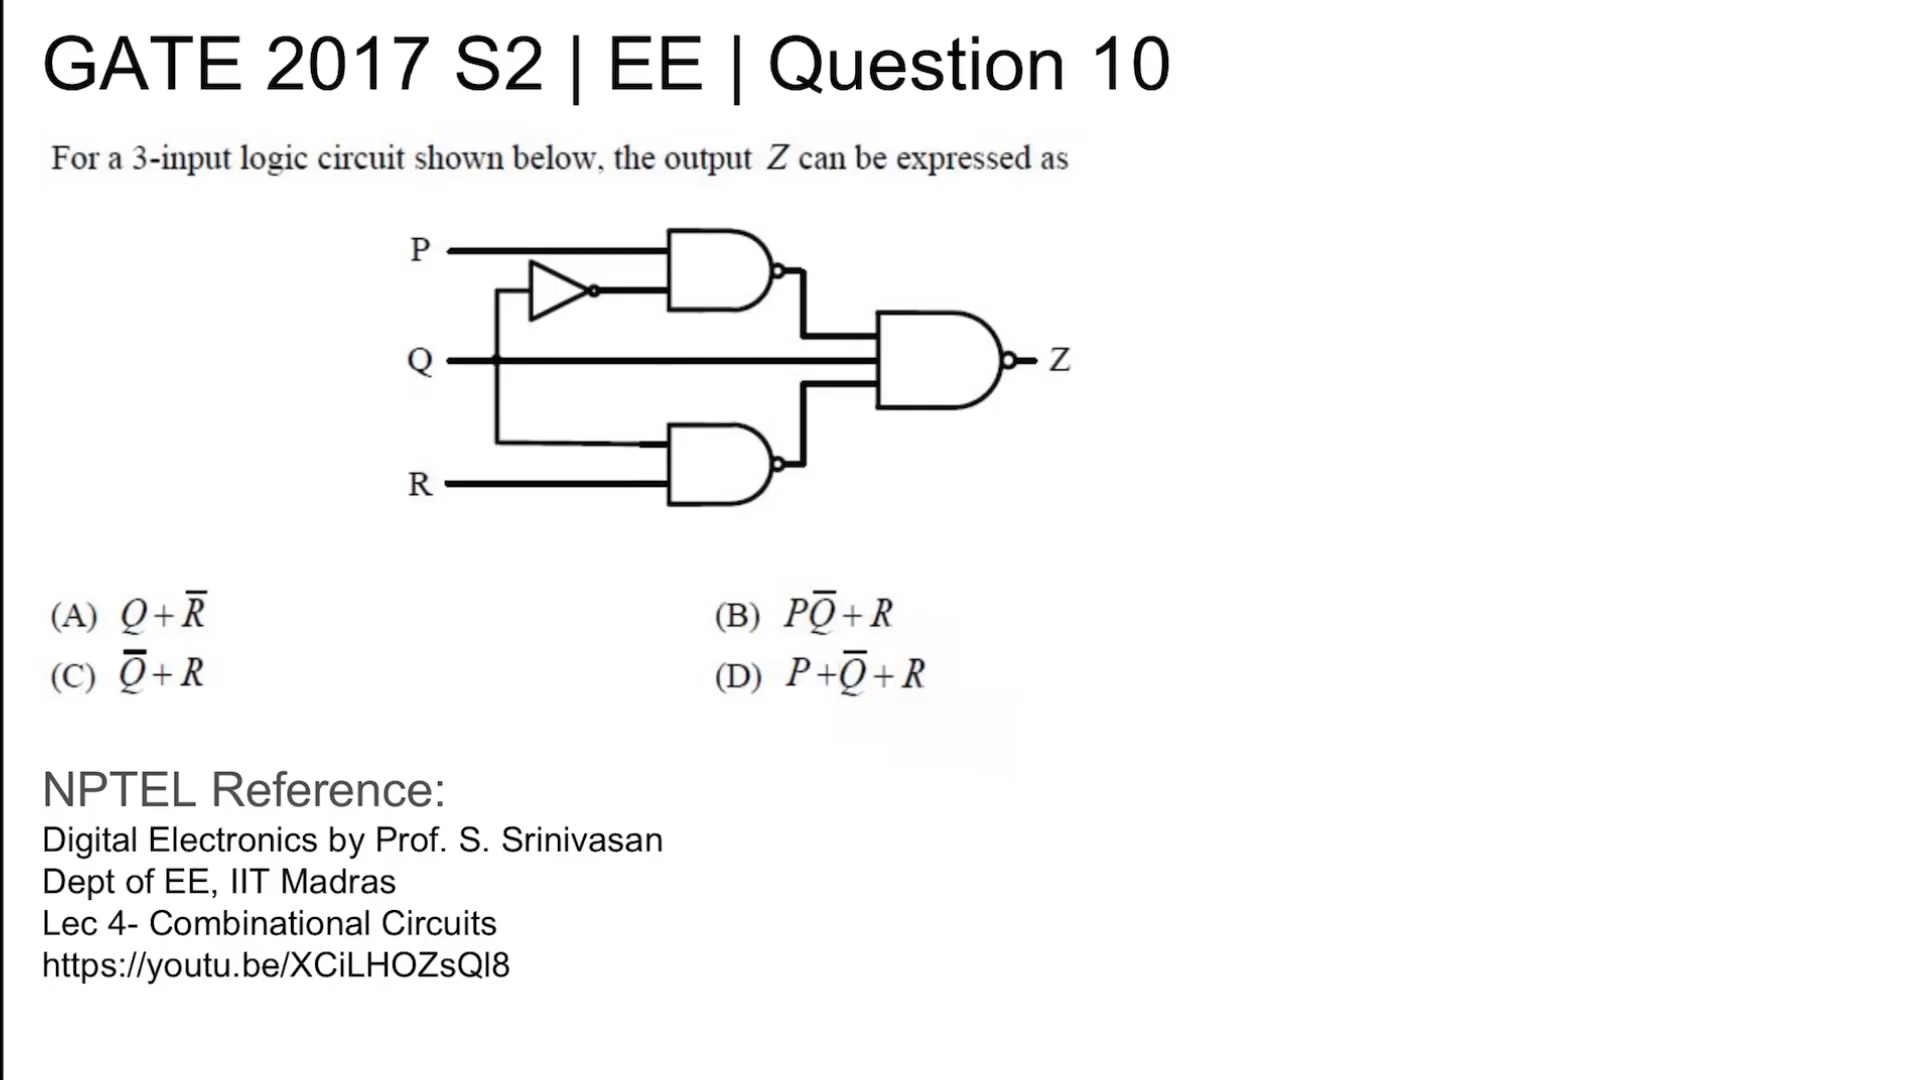 GATE 2017 S2 | EE | Question 10
For a 3-input logic circuit shown below, the output Z can be expressed as
P
Q
Z
R
(A) Q + R̅
(B) PQ̅ + R
(C) Q̅ + R
(D) P + Q̅ + R
NPTEL Reference:
Digital Electronics by Prof. S. Srinivasan
Dept of EE, IIT Madras
Lec 4- Combinational Circuits
https://youtu.be/XCiLHOZsQl8